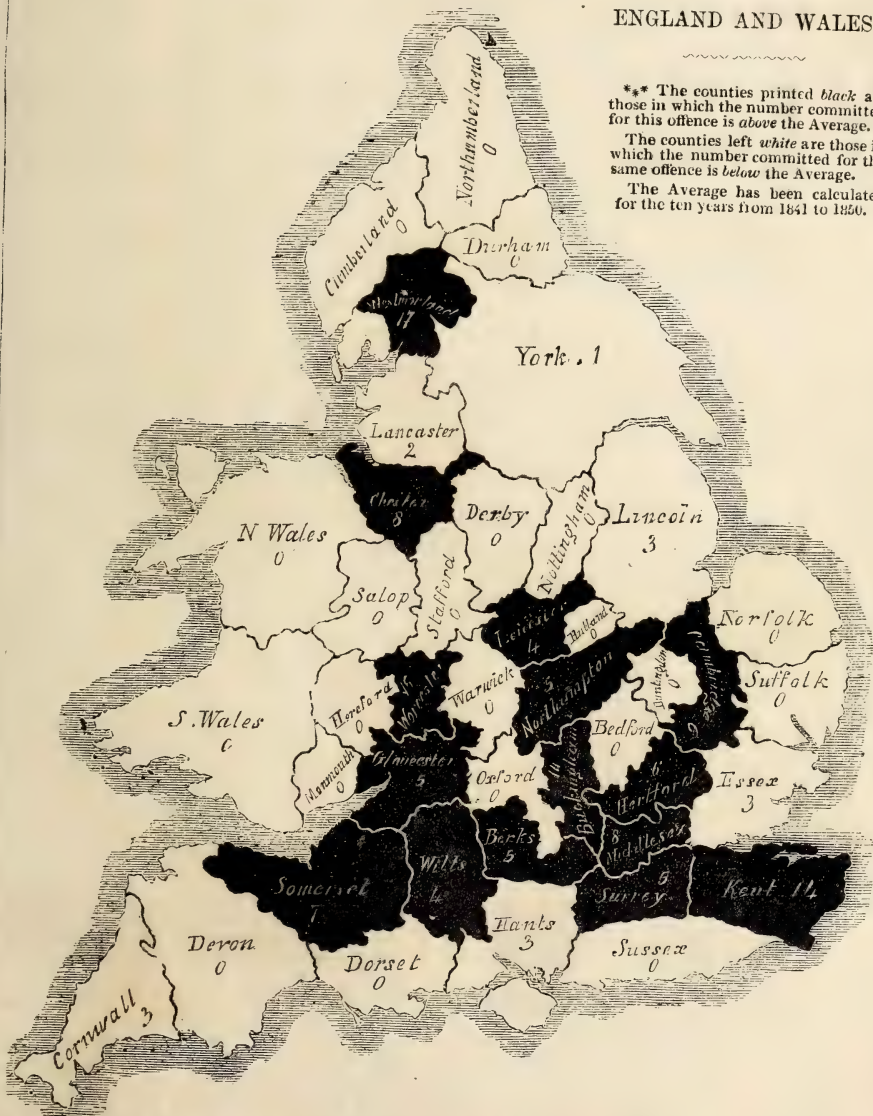 ENGLAND AND WALES
*** The counties printed black a
those in which the number committe
for this offence is above the Average.
The counties left white are those i
which the number committed for th
same offence is below the Average.
The Average has been calculate
for the ten years from 1841 to 1850.
Northumberland
0
Cumberland
0
Durham
0
Westmorland
17
York . 1
Lancaster
2
Chester
8
Derby
0
Nottingham
0
Lincoln
3
N Wales
0
Salop
0
Stafford
0
Leicester
4
Rutland
0
Norfolk
0
Cambridge
9
Huntingdon
0
Suffolk
0
S. Wales
Hereford
0
Worcester
Warwick
0
5
Northampton
Bedford
0
Monmouth
0
Gloucester
5
Oxford
0
14
Buckingham
6
Hertford
Essex
3
8
Middlesex
Berks
5
Somerset
Wilts
4
5
Surrey
Kent 14
Hants
3
Sussex
0
Devon
0
Dorset
0
Cornwall
3